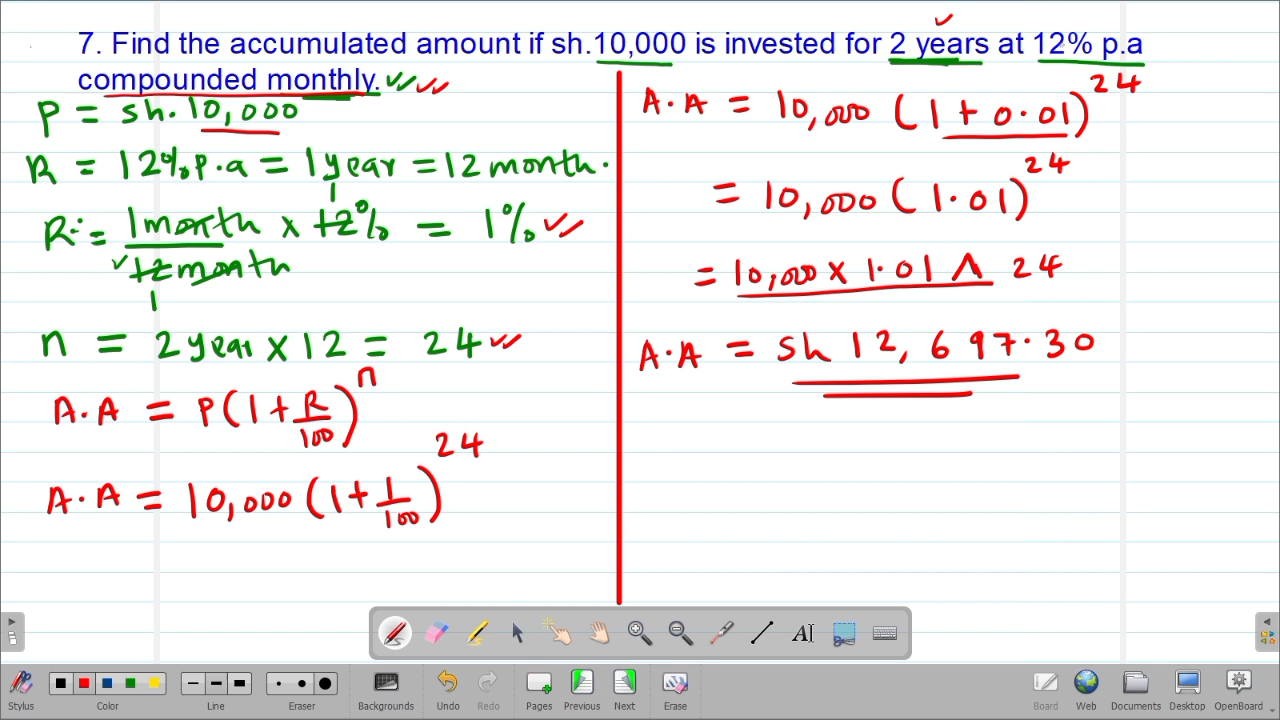 7. Find the accumulated amount if sh.10,000 is invested for 2 years at 12% p.a
compounded monthly.
P = sh.10,000
R = 12% p.a = 1 year = 12 month.
R∴ = 1 month / 12 month x 12% = 1%
1
1
n = 2 year x 12 = 24
A.A = P(1 + R/100)^n
A.A = 10,000 (1 + 1/100)^24
A.A = 10,000 (1 + 0.01)^24
= 10,000 (1.01)^24
= 10,000 x 1.01 ^ 24
A.A = sh 12,697.30
Stylus
Color
Line
Eraser
Backgrounds
Undo
Redo
Pages
Previous
Next
Erase
Board
Web
Documents
Desktop
OpenBoard